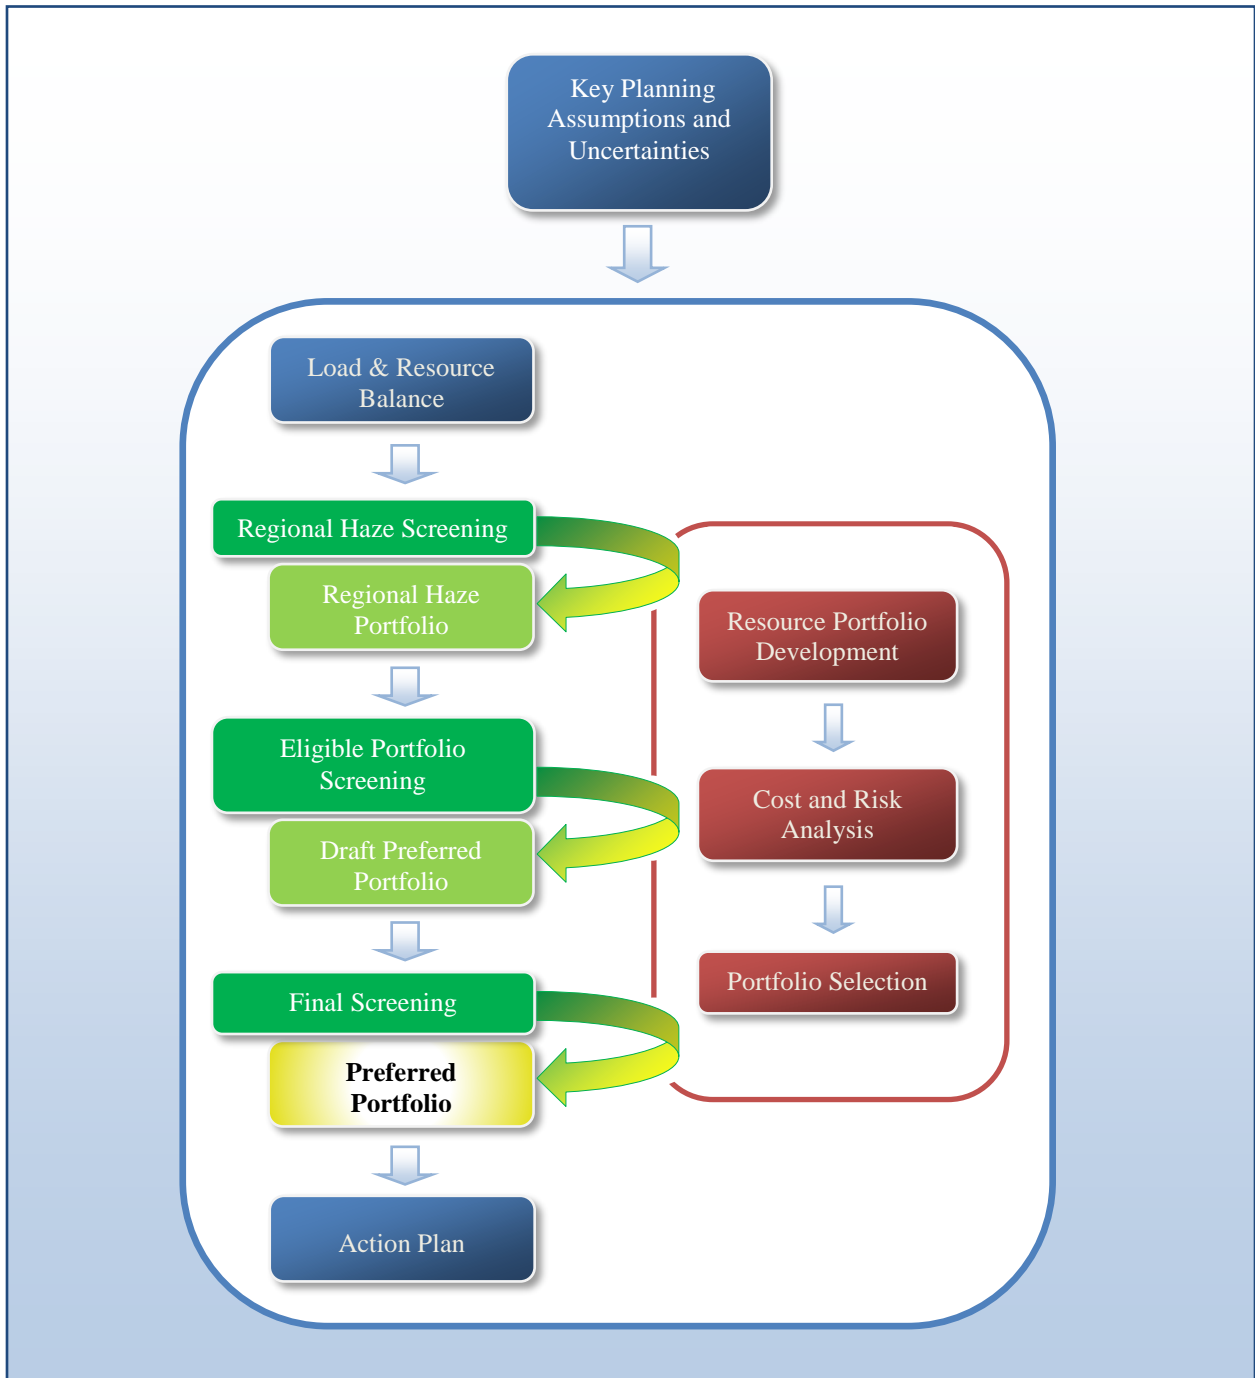 Key Planning
Assumptions and
Uncertainties
Load & Resource
Balance
Regional Haze Screening
Regional Haze
Portfolio
Eligible Portfolio
Screening
Draft Preferred
Portfolio
Final Screening
Preferred
Portfolio
Action Plan
Resource Portfolio
Development
Cost and Risk
Analysis
Portfolio Selection